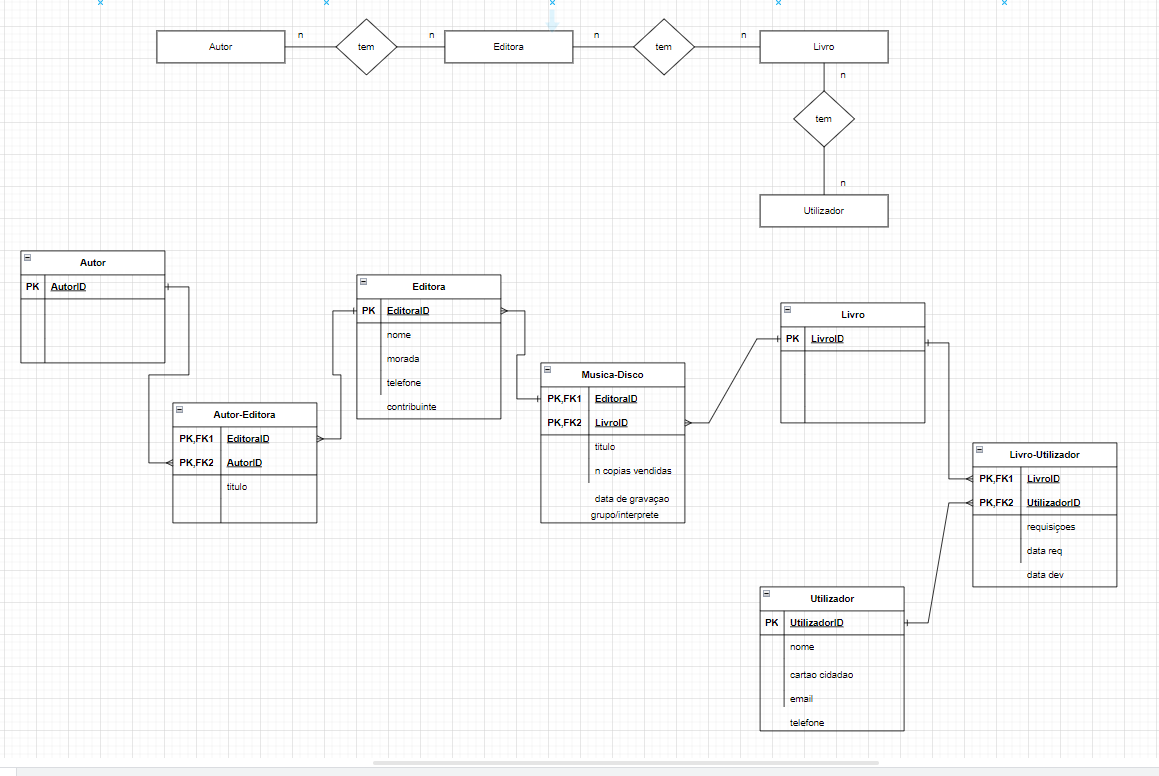 Autor
n
tem
n
Editora
n
tem
n
Livro
n
tem
n
Utilizador
Autor
PK AutorID
Autor-Editora
PK,FK1 EditoraID
PK,FK2 AutorID
titulo
Editora
PK EditoraID
nome
morada
telefone
contribuinte
Musica-Disco
PK,FK1 EditoraID
PK,FK2 LivroID
titulo
n copias vendidas
data de gravaçao
grupo/interprete
Livro
PK LivroID
Livro-Utilizador
PK,FK1 LivroID
PK,FK2 UtilizadorID
requisiçoes
data req
data dev
Utilizador
PK UtilizadorID
nome
cartao cidadao
email
telefone